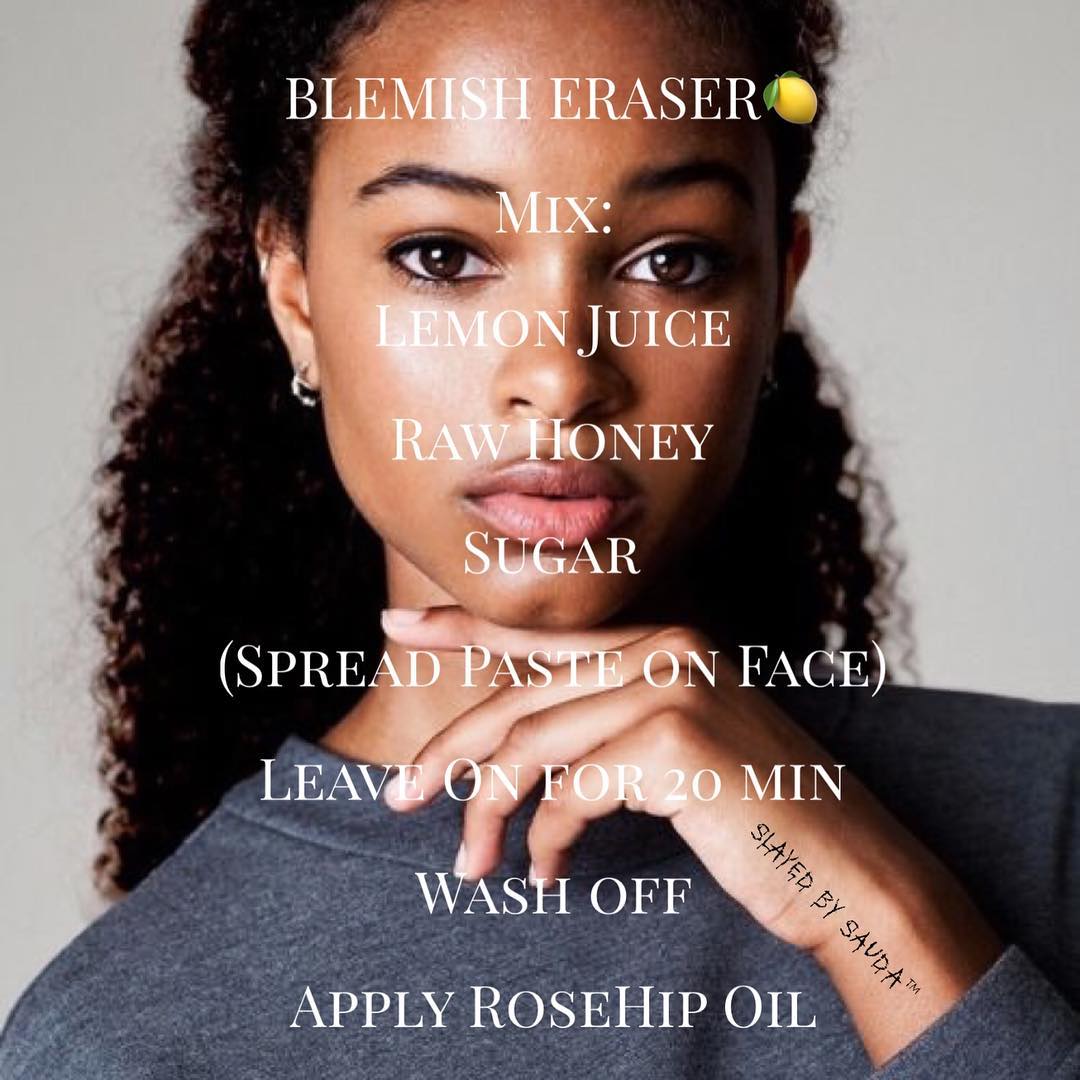 BLEMISH ERASER🍋
MIX:
LEMON JUICE
RAW HONEY
SUGAR
(SPREAD PASTE ON FACE)
LEAVE ON FOR 20 MIN
WASH OFF
APPLY ROSEHIP OIL
SLAYED BY SAUDA™